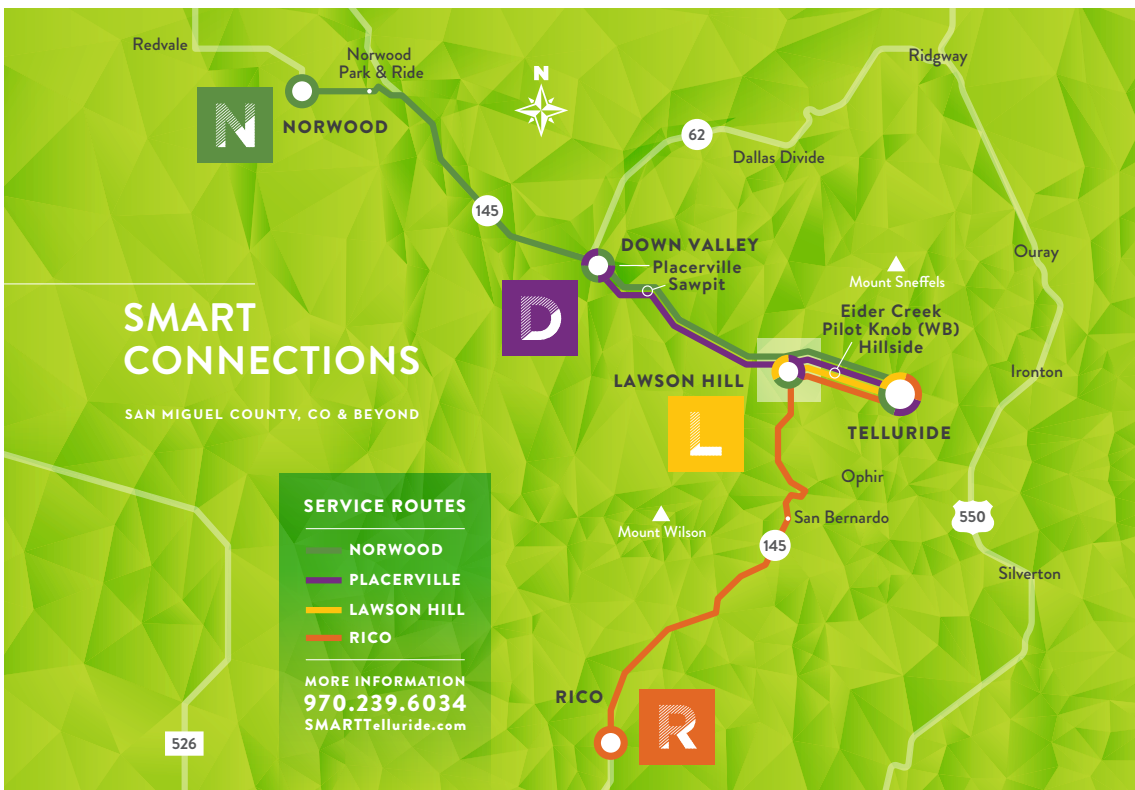 Redvale
Norwood
Park & Ride
N
NORWOOD
N
Ridgway
62
Dallas Divide
145
DOWN VALLEY
Placerville
Sawpit
D
Ouray
Mount Sneffels
SMART
CONNECTIONS
SAN MIGUEL COUNTY, CO & BEYOND
Eider Creek
Pilot Knob (WB)
Hillside
LAWSON HILL
L
TELLURIDE
Ironton
Ophir
San Bernardo
Mount Wilson
145
550
Silverton
SERVICE ROUTES
NORWOOD
PLACERVILLE
LAWSON HILL
RICO
MORE INFORMATION
970.239.6034
SMARTTelluride.com
RICO
R
526